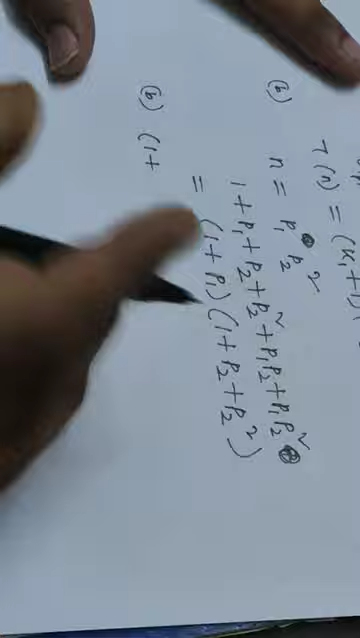 τ(n) = (k₁+1)(
(b) n = p₁ p₂²
1 + p₁ + p₂ + p₂² + p₁p₂ + p₁p₂²
= (1 + p₁) (1 + p₂ + p₂²)
(b) (1+